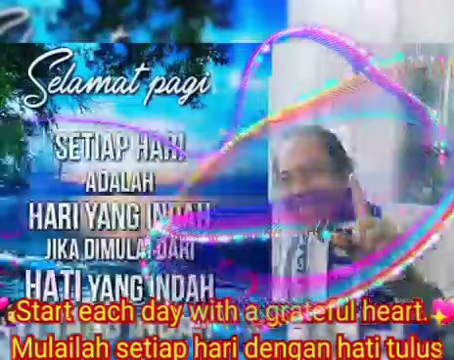 Selamat pagi
SETIAP HARI
ADALAH
HARI YANG INDAH
JIKA DIMULAI DARI
HATI YANG INDAH
Start each day with a grateful heart.
Mulailah setiap hari dengan hati tulus